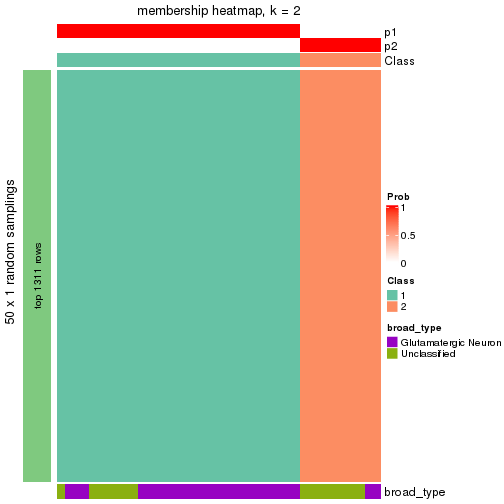 membership heatmap, k = 2
p1
p2
Class
50 x 1 random samplings
top 1311 rows
Prob
1
0.5
0
Class
1
2
broad_type
Glutamatergic Neuron
Unclassified
broad_type